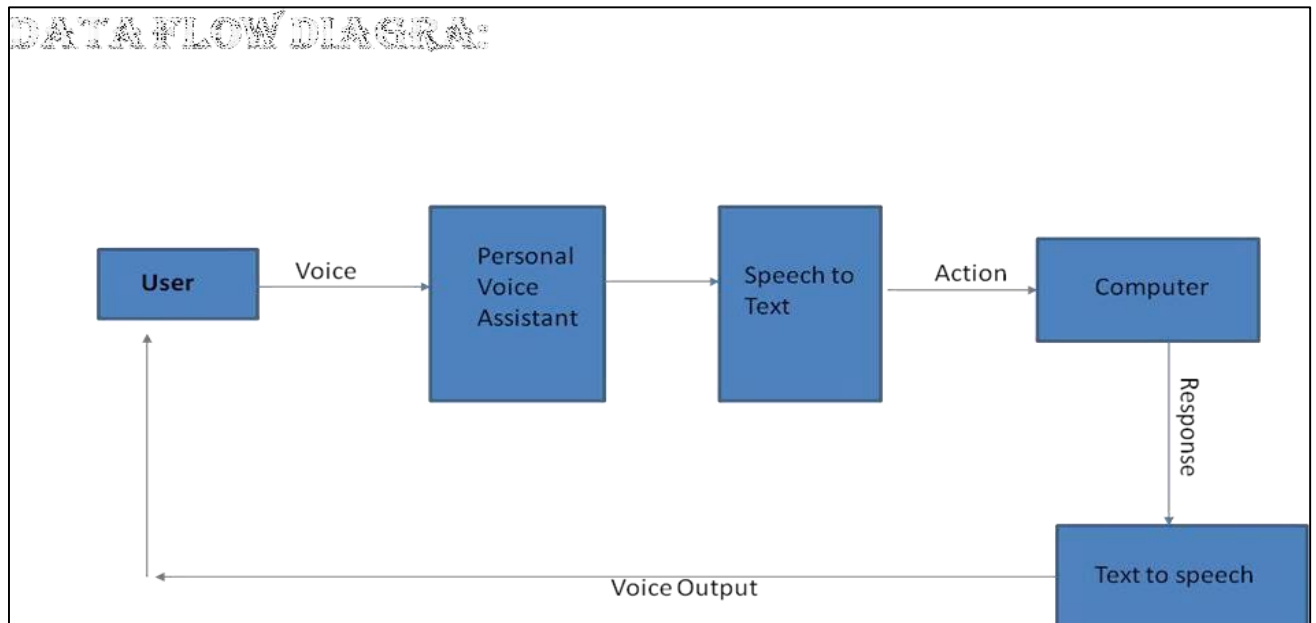 DATA FLOW DIAGRA:
User
Voice
Personal
Voice
Assistant
Speech to
Text
Action
Computer
Response
Text to speech
Voice Output